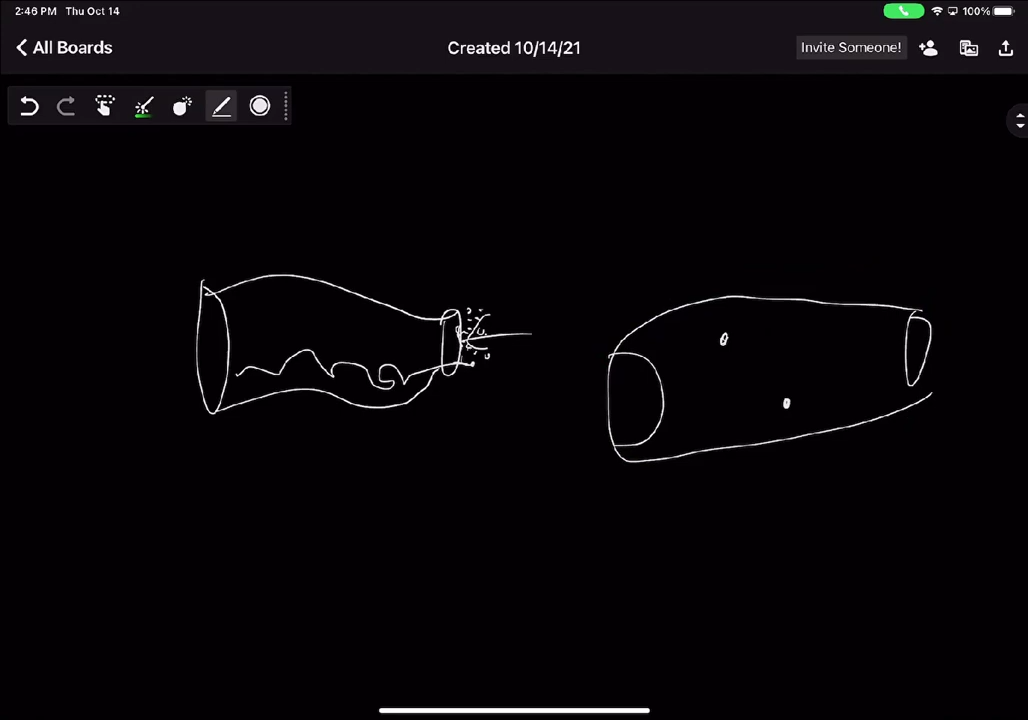 2:46 PM Thu Oct 14
100%
All Boards
Created 10/14/21
Invite Someone!